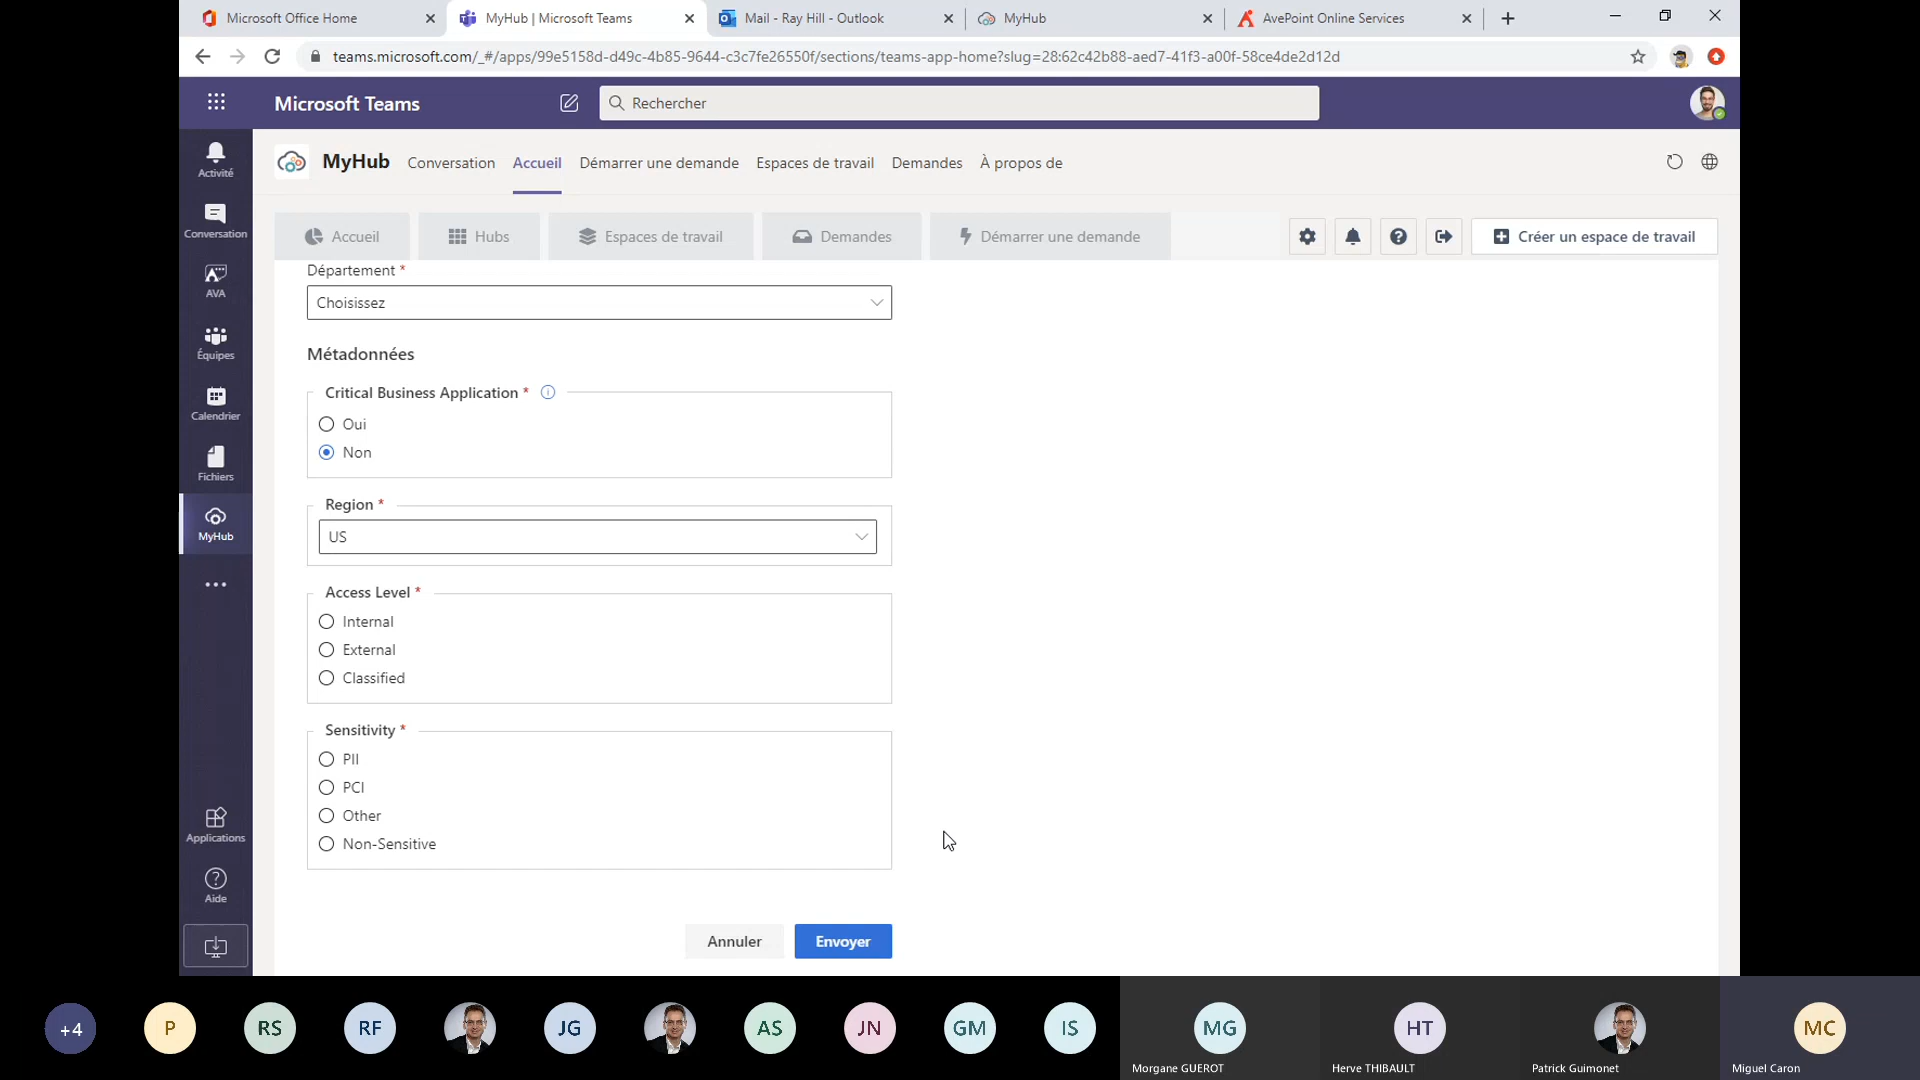 Microsoft Office Home
MyHub | Microsoft Teams
Mail - Ray Hill - Outlook
MyHub
AvePoint Online Services
teams.microsoft.com/_#/apps/99e5158d-d49c-4b85-9644-c3c7fe26550f/sections/teams-app-home?slug=28:62c42b88-aed7-41f3-a00f-58ce4de2d12d
Microsoft Teams
Rechercher
Activité
Conversation
AVA
Équipes
Calendrier
Fichiers
MyHub
Applications
Aide
MyHub Conversation Accueil Démarrer une demande Espaces de travail Demandes À propos de
Accueil Hubs Espaces de travail Demandes Démarrer une demande Créer un espace de travail
Département *
Choisissez
Métadonnées
Critical Business Application *
Oui
Non
Region *
US
Access Level *
Internal
External
Classified
Sensitivity *
PII
PCI
Other
Non-Sensitive
Annuler Envoyer
+4 P RS RF JG AS JN GM IS MG HT MC
Morgane GUEROT Herve THIBAULT Patrick Guimonet Miguel Caron